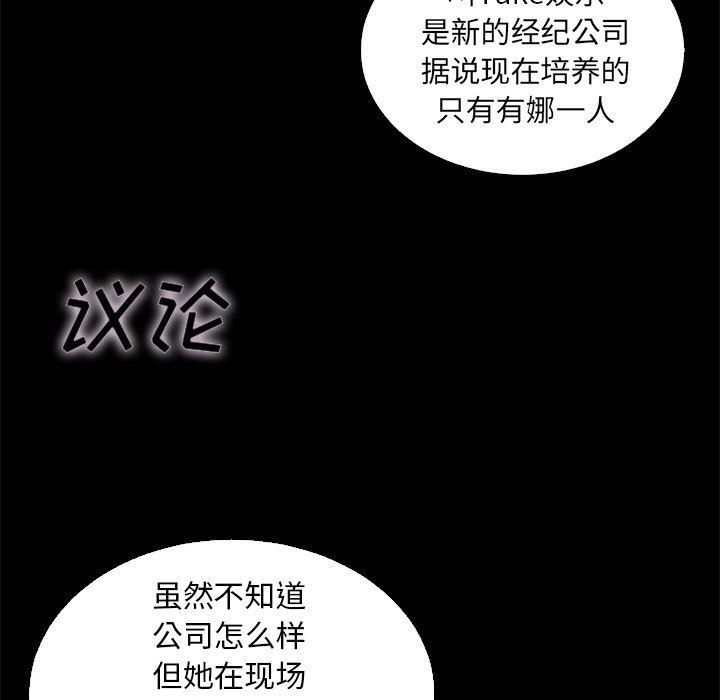 是新的经纪公司
据说现在培养的
只有有娜一人
议论
虽然不知道
公司怎么样
但她在现场